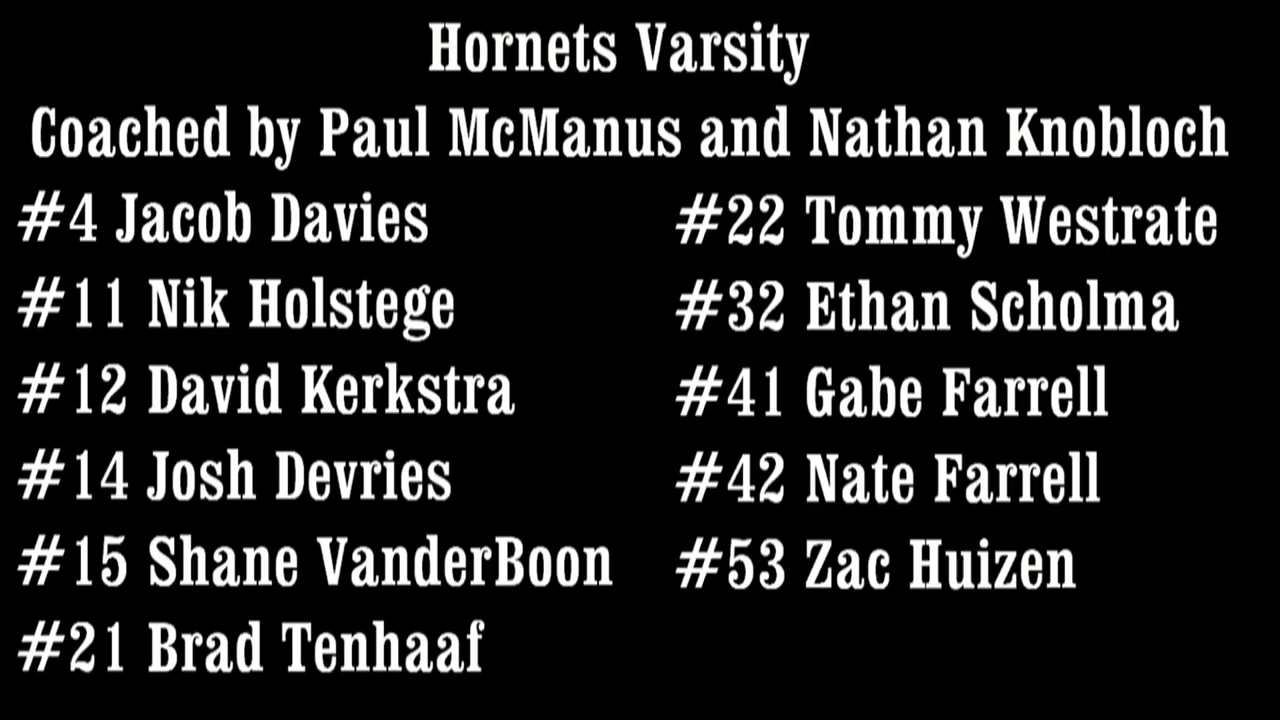 Hornets Varsity
Coached by Paul McManus and Nathan Knobloch
#4 Jacob Davies
#11 Nik Holstege
#12 David Kerkstra
#14 Josh Devries
#15 Shane VanderBoon
#21 Brad Tenhaaf
#22 Tommy Westrate
#32 Ethan Scholma
#41 Gabe Farrell
#42 Nate Farrell
#53 Zac Huizen